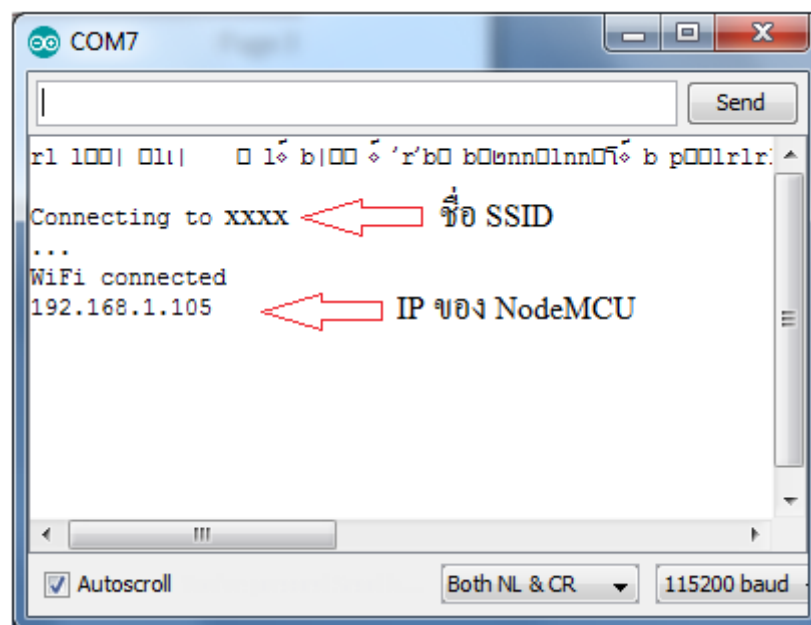 COM7
Send
Connecting to XXXX ชื่อ SSID
...
WiFi connected
192.168.1.105 IP ของ NodeMCU
Autoscroll
Both NL & CR
115200 baud